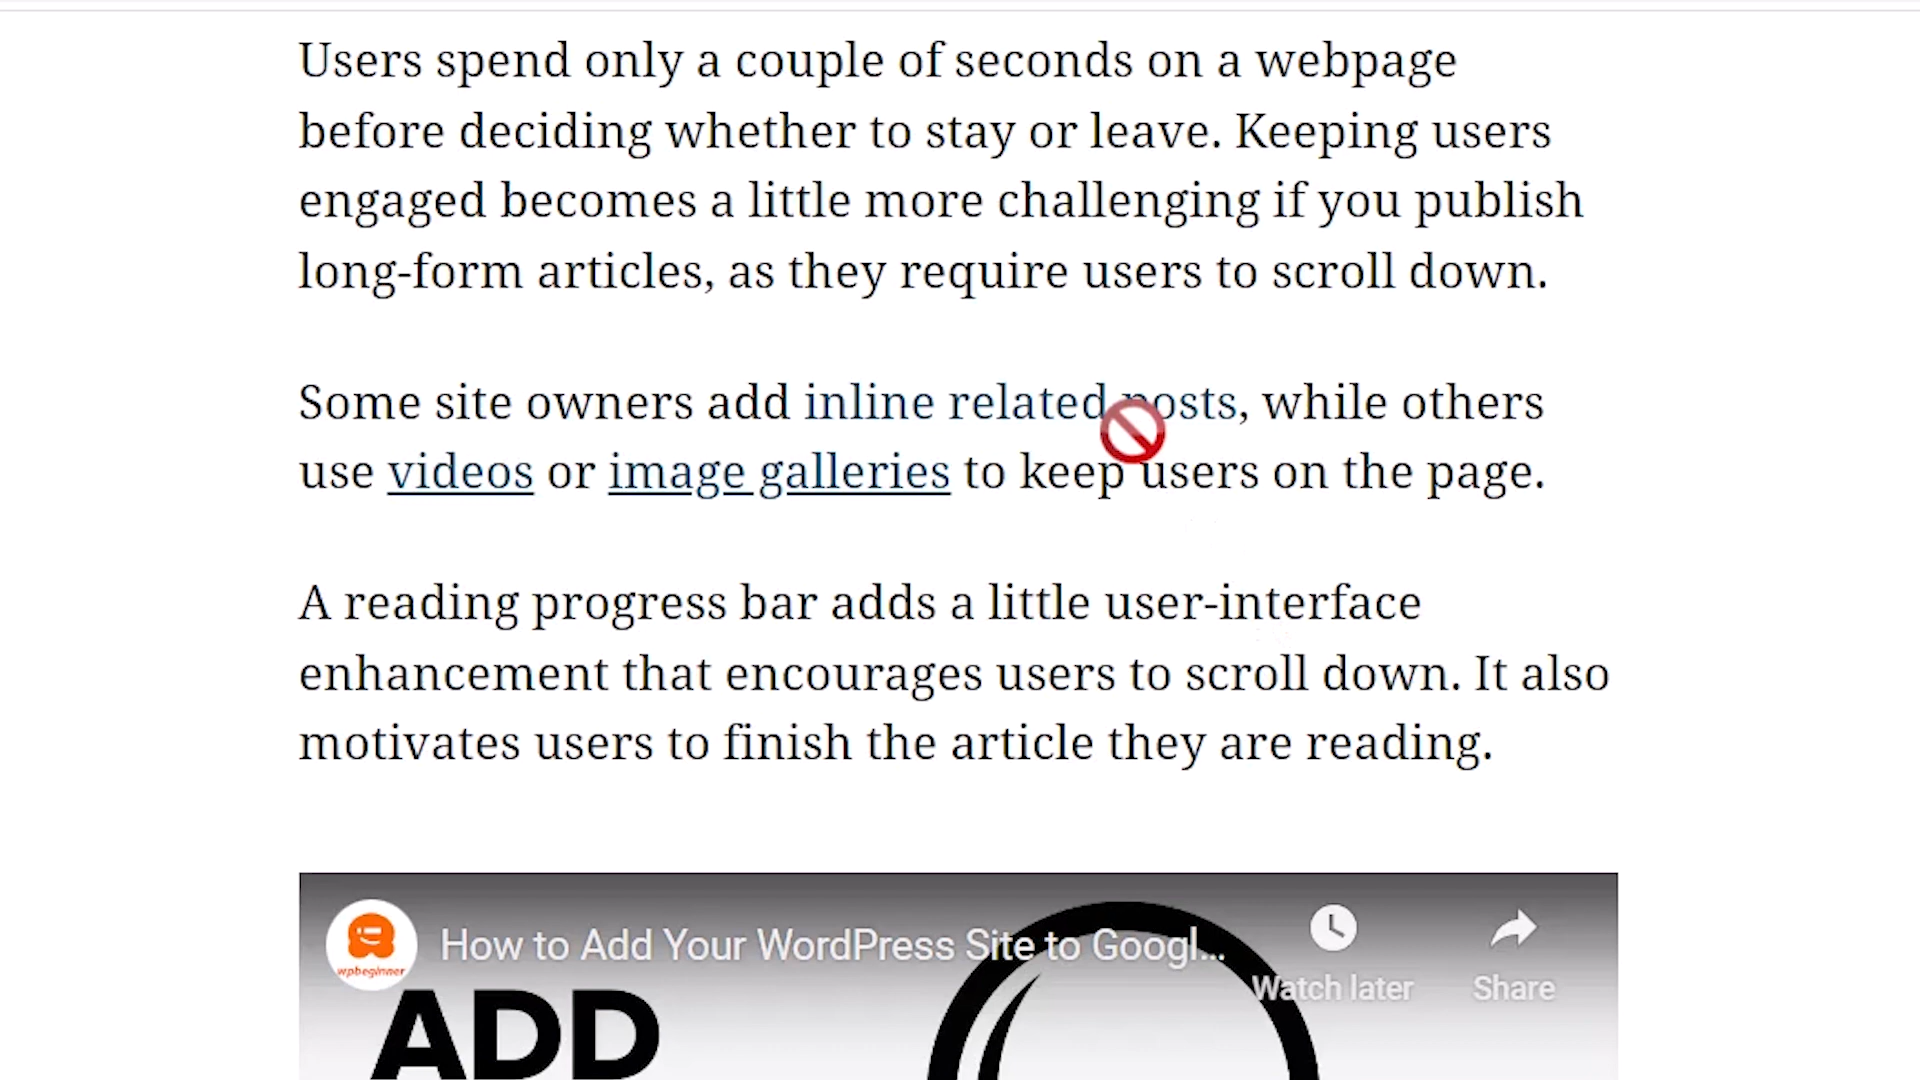 Users spend only a couple of seconds on a webpage
before deciding whether to stay or leave. Keeping users
engaged becomes a little more challenging if you publish
long-form articles, as they require users to scroll down.
Some site owners add inline related posts, while others
use videos or image galleries to keep users on the page.
A reading progress bar adds a little user-interface
enhancement that encourages users to scroll down. It also
motivates users to finish the article they are reading.
wpbeginner
How to Add Your WordPress Site to Googl...
Watch later
Share
ADD